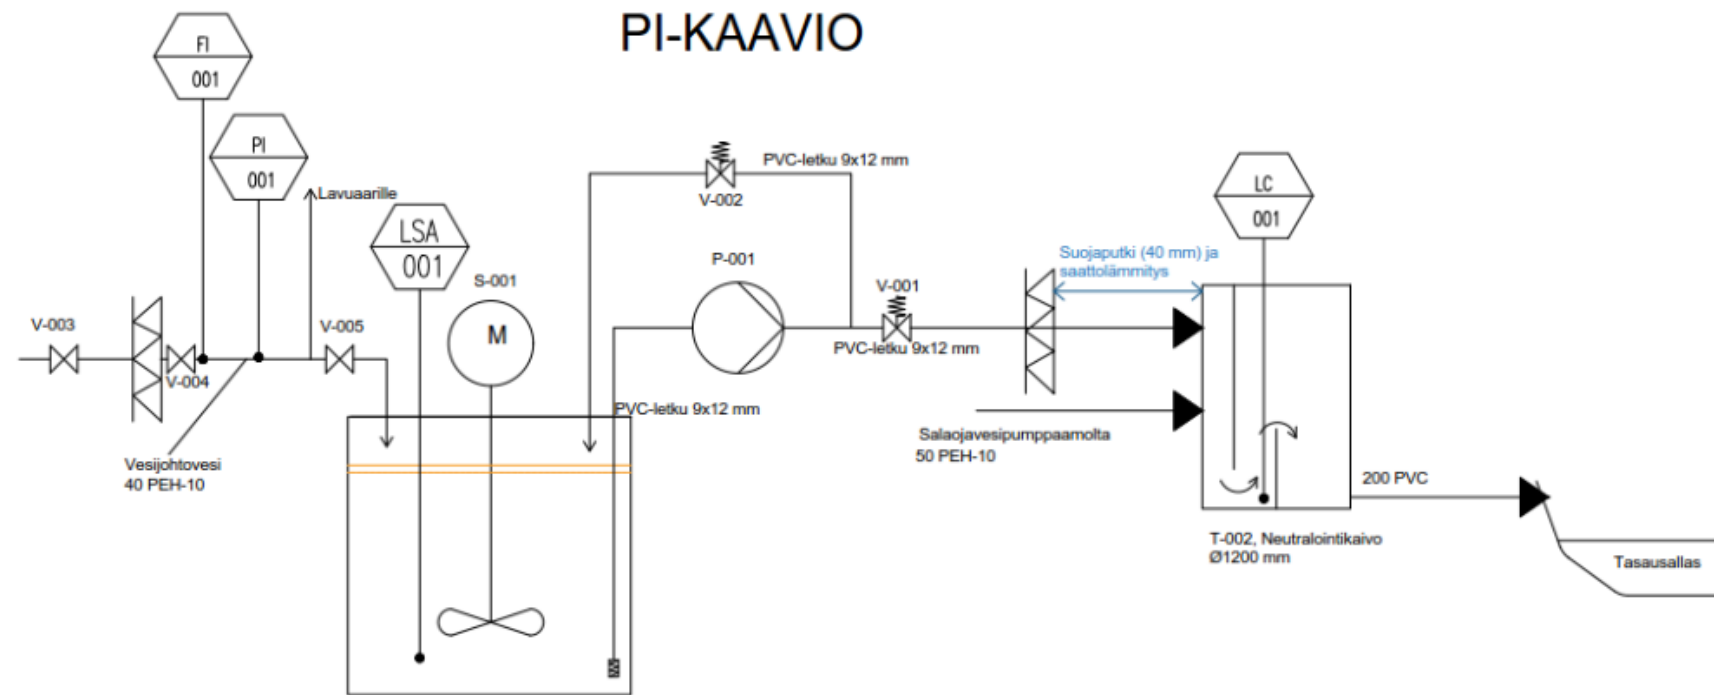 PI-KAAVIO
FI
001
PI
001
Lavuaarille
LSA
001
S-001
M
V-003
V-004
V-005
Vesijohtovesi
40 PEH-10
PVC-letku 9x12 mm
V-002
P-001
V-001
PVC-letku 9x12 mm
PVC-letku 9x12 mm
Suojaputki (40 mm) ja
saattolämmitys
LC
001
Salaojavesipumppaamolta
50 PEH-10
200 PVC
T-002, Neutralointikaivo
Ø1200 mm
Tasausallas